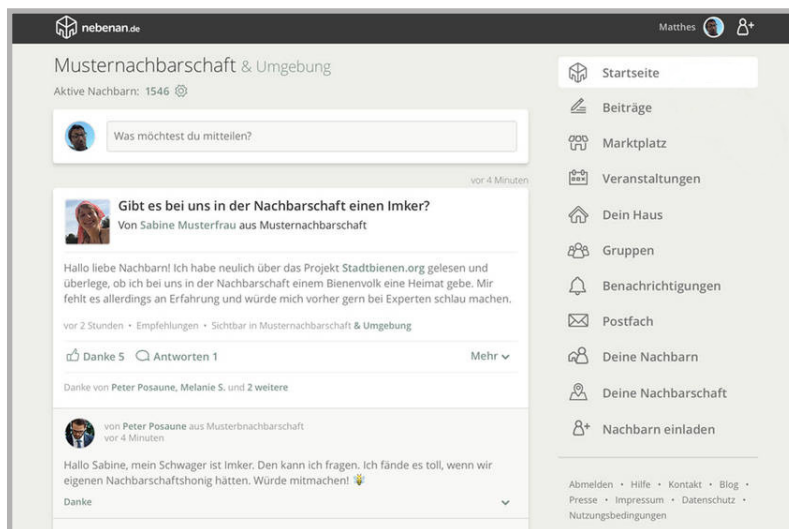 nebenan.de
Matthes
Musternachbarschaft & Umgebung
Aktive Nachbarn: 1546
Was möchtest du mitteilen?
vor 4 Minuten
Gibt es bei uns in der Nachbarschaft einen Imker?
Von Sabine Musterfrau aus Musternachbarschaft
Hallo liebe Nachbarn! Ich habe neulich über das Projekt Stadtbienen.org gelesen und
überlege, ob ich bei uns in der Nachbarschaft einem Bienenvolk eine Heimat gebe. Mir
fehlt es allerdings an Erfahrung und würde mich vorher gern bei Experten schlau machen.
vor 2 Stunden • Empfehlungen • Sichtbar in Musternachbarschaft & Umgebung
Danke 5 Antworten 1 Mehr
Danke von Peter Posaune, Melanie S. und 2 weitere
von Peter Posaune aus Musterbnachbarschaft
vor 4 Minuten
Hallo Sabine, mein Schwager ist Imker. Den kann ich fragen. Ich fände es toll, wenn wir
eigenen Nachbarschaftshonig hätten. Würde mitmachen!
Danke
Startseite
Beiträge
Marktplatz
Veranstaltungen
Dein Haus
Gruppen
Benachrichtigungen
Postfach
Deine Nachbarn
Deine Nachbarschaft
Nachbarn einladen
Abmelden • Hilfe • Kontakt • Blog •
Presse • Impressum • Datenschutz •
Nutzungsbedingungen